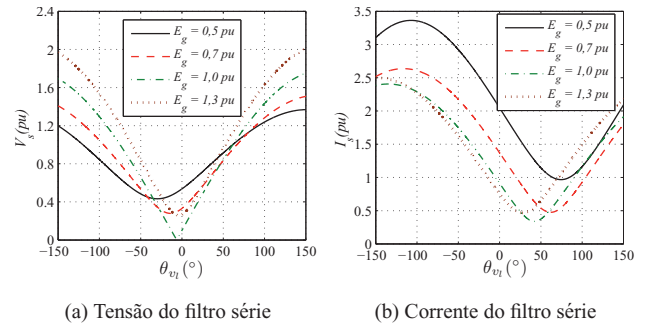 2.4
2
1.6
1.2
0.8
0.4
0
V_s(pu)
−150 −100 −50 0 50 100 150
θ_{v_l}(°)
E_g = 0,5 pu
E_g = 0,7 pu
E_g = 1,0 pu
E_g = 1,3 pu
(a) Tensão do filtro série
3.5
3
2.5
2
1.5
1
0.5
0
I_s(pu)
−150 −100 −50 0 50 100 150
θ_{v_l}(°)
E_g = 0,5 pu
E_g = 0,7 pu
E_g = 1,0 pu
E_g = 1,3 pu
(b) Corrente do filtro série